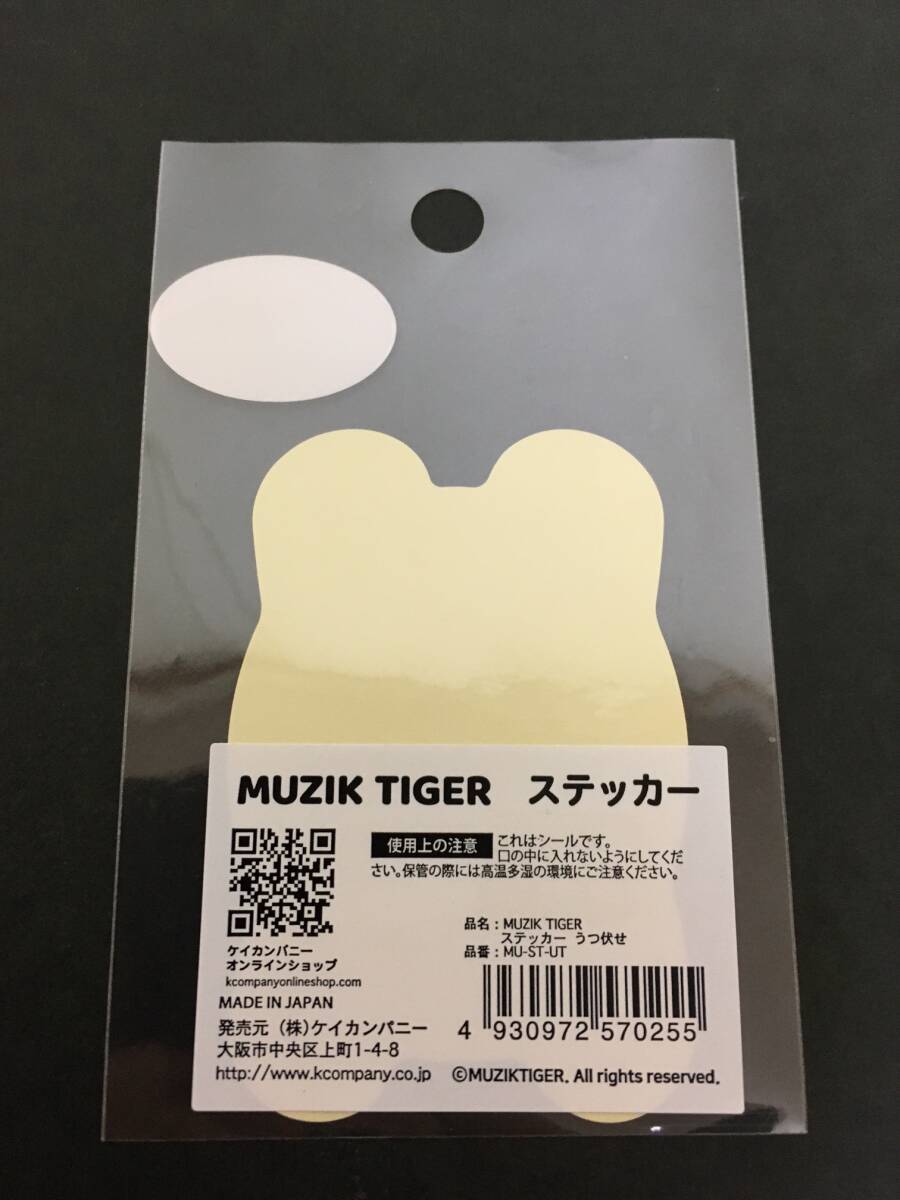 MUZIK TIGER ステッカー
使用上の注意 これはシールです。
口の中に入れないようにしてくだ
さい。保管の際には高温多湿の環境にご注意ください。
品名：MUZIK TIGER
ステッカー うつ伏せ
品番：MU-ST-UT
ケイカンパニー
オンラインショップ
kcompanyonlineshop.com
MADE IN JAPAN
発売元 （株）ケイカンパニー
大阪市中央区上町1-4-8
http://www.kcompany.co.jp
4 930972 570255
©MUZIKTIGER. All rights reserved.